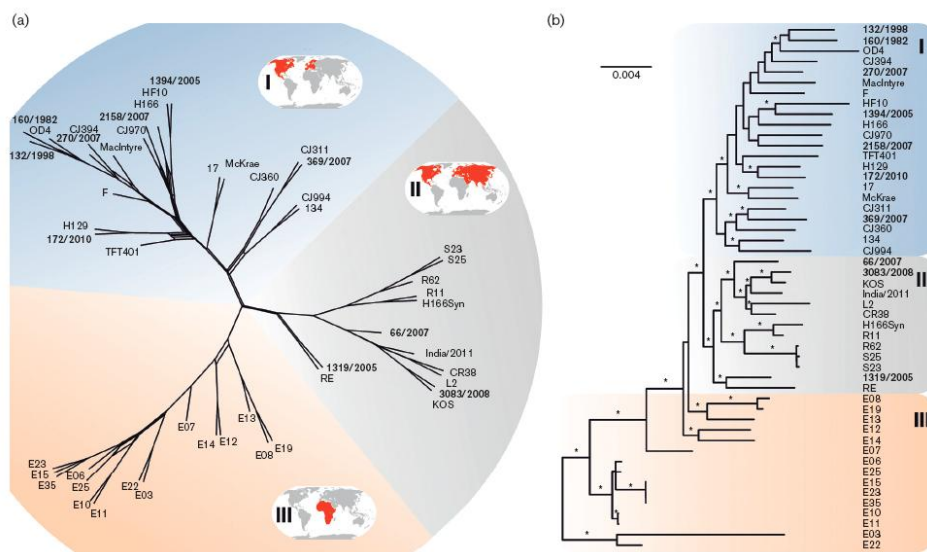 (a)
I
1394/2005
HF10
H166
2158/2007
CJ970
160/1982
OD4
CJ394
270/2007
132/1998
MacIntyre
F
17
McKrae
CJ311
369/2007
CJ360
CJ994
134
H129
172/2010
TFT401
II
S23
S25
R62
R11
H166Syn
66/2007
India/2011
CR38
L2
3083/2008
KOS
1319/2005
RE
E07
E14
E12
E13
E19
E08
E23
E15
E35
E06
E25
E22
E03
E10
E11
III
(b)
0.004
132/1998
160/1982
I
OD4
CJ394
270/2007
MacIntyre
F
HF10
1394/2005
H166
CJ970
2158/2007
TFT401
H129
172/2010
17
McKrae
CJ311
369/2007
CJ360
134
CJ994
66/2007
3083/2008
II
KOS
India/2011
L2
CR38
H166Syn
R11
R62
S25
S23
1319/2005
RE
E08
E19
E13
III
E12
E14
E07
E06
E25
E15
E23
E35
E10
E11
E03
E22